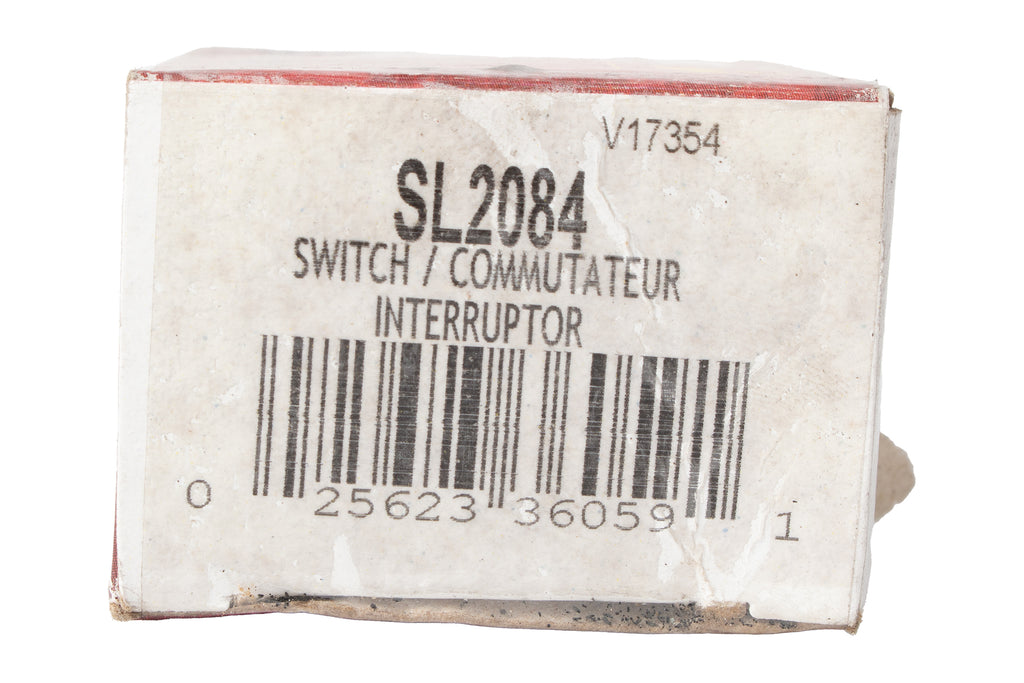 V17354
SL2084
SWITCH / COMMUTATEUR
INTERRUPTOR
0 25623 36059 1